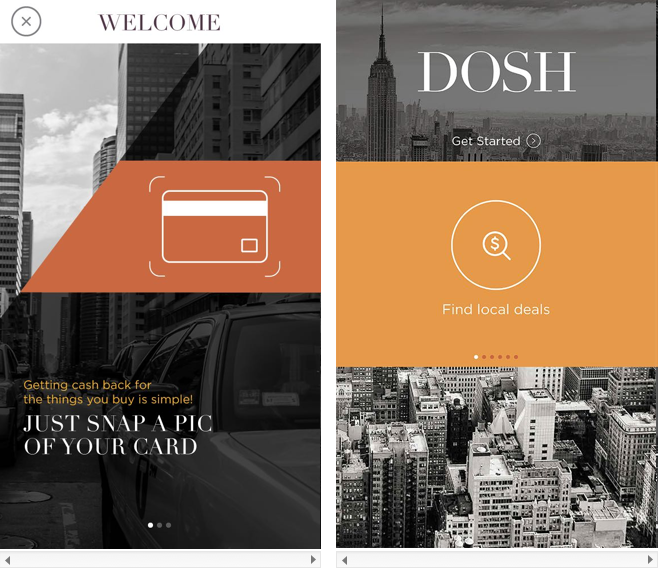 WELCOME
Getting cash back for
the things you buy is simple!
JUST SNAP A PIC
OF YOUR CARD
DOSH
Get Started
$
Find local deals